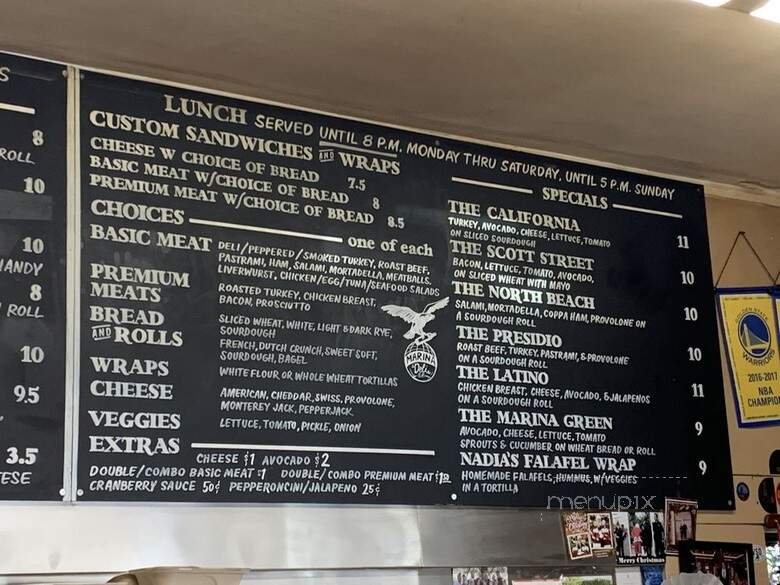 S
8
ROLL
10
10
HANDY
8
ROLL
10
9.5
3.5
ESE
LUNCH SERVED UNTIL 8 P.M. MONDAY THRU SATURDAY, UNTIL 5 P.M. SUNDAY
CUSTOM SANDWICHES AND WRAPS
CHEESE W CHOICE OF BREAD 7.5
BASIC MEAT W/CHOICE OF BREAD 8
PREMIUM MEAT W/CHOICE OF BREAD 8.5
CHOICES one of each
BASIC MEAT DELI/PEPPERED/SMOKED TURKEY, ROAST BEEF,
PASTRAMI, HAM, SALAMI, MORTADELLA, MEATBALLS,
LIVERWURST, CHICKEN/EGG/TUNA/SEAFOOD SALADS
PREMIUM MEATS ROASTED TURKEY, CHICKEN BREAST,
BACON, PROSCIUTTO
BREAD AND ROLLS SLICED WHEAT, WHITE, LIGHT & DARK RYE,
SOURDOUGH
FRENCH, DUTCH CRUNCH, SWEET SOFT,
SOURDOUGH, BAGEL
WRAPS WHITE FLOUR OR WHOLE WHEAT TORTILLAS
CHEESE AMERICAN, CHEDDAR, SWISS, PROVOLONE,
MONTEREY JACK, PEPPERJACK
VEGGIES LETTUCE, TOMATO, PICKLE, ONION
EXTRAS
CHEESE $1 AVOCADO $2
DOUBLE/COMBO BASIC MEAT $1 DOUBLE/COMBO PREMIUM MEAT
CRANBERRY SAUCE 50¢ PEPPERONCINI/JALAPENO 25¢
MARINA
Deli
SPECIALS
THE CALIFORNIA
TURKEY, AVOCADO, CHEESE, LETTUCE, TOMATO
ON SLICED SOURDOUGH 11
THE SCOTT STREET
BACON, LETTUCE, TOMATO, AVOCADO,
ON SLICED WHEAT WITH MAYO 10
THE NORTH BEACH
SALAMI, MORTADELLA, COPPA HAM, PROVOLONE ON
A SOURDOUGH ROLL 10
THE PRESIDIO
ROAST BEEF, TURKEY, PASTRAMI, & PROVOLONE
ON A SOURDOUGH ROLL 10
THE LATINO
CHICKEN BREAST, CHEESE, AVOCADO, & JALAPENOS
ON A SOURDOUGH ROLL 11
THE MARINA GREEN
AVOCADO, CHEESE, LETTUCE, TOMATO
SPROUTS & CUCUMBER ON WHEAT BREAD OR ROLL 9
NADIA'S FALAFEL WRAP
HOMEMADE FALAFELS, HUMMUS, W/VEGGIES
IN A TORTILLA 9
GOLDEN STATE
WARRIORS
2016-2017
NBA
CHAMPION
menupix
Merry Christmas